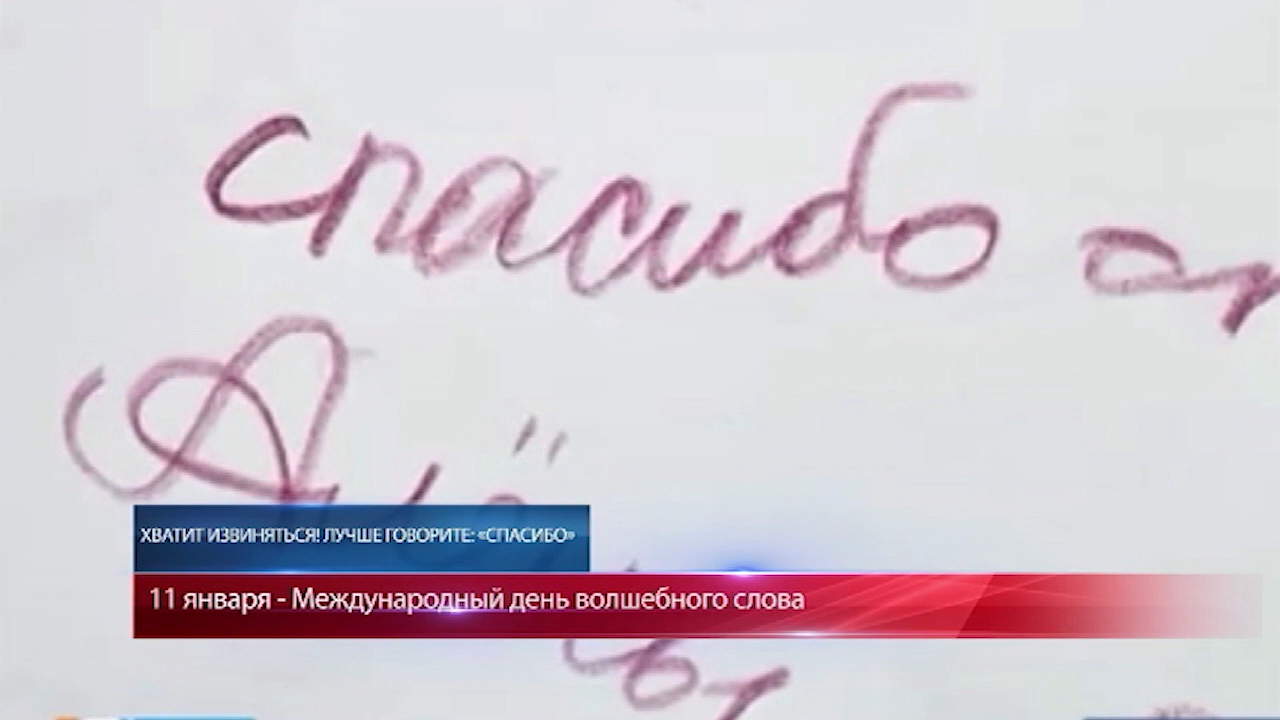 спасибо
ХВАТИТ ИЗВИНЯТЬСЯ! ЛУЧШЕ ГОВОРИТЕ: «СПАСИБО»
11 января - Международный день волшебного слова